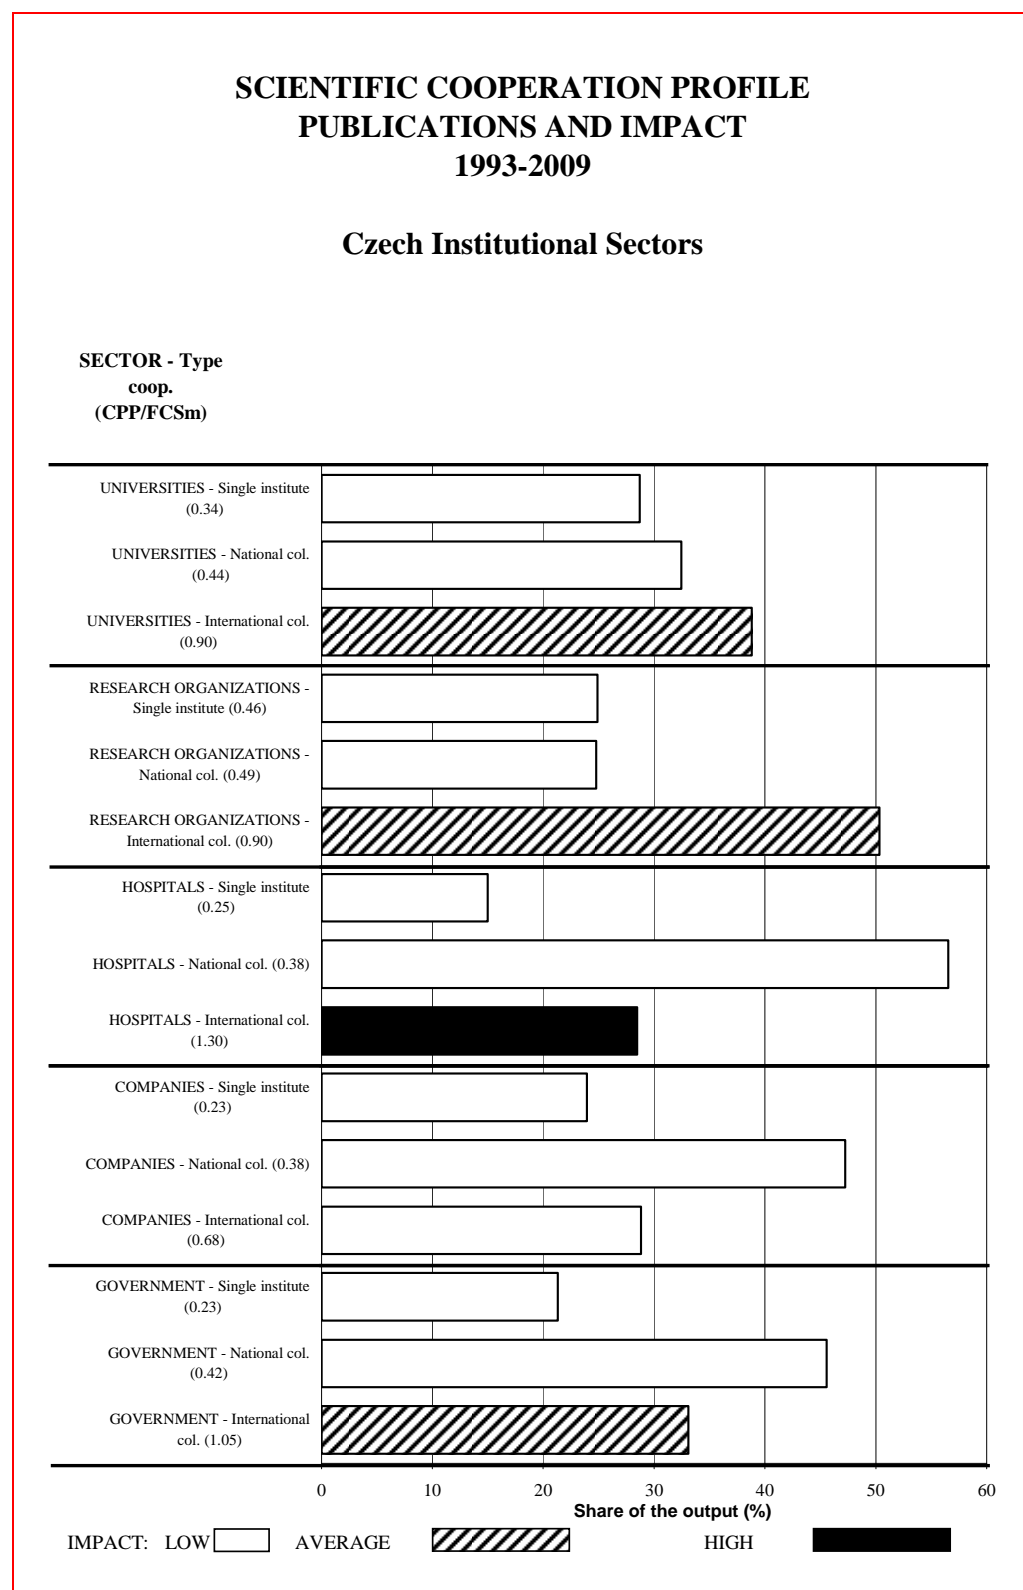 SCIENTIFIC COOPERATION PROFILE
PUBLICATIONS AND IMPACT
1993-2009
Czech Institutional Sectors
SECTOR - Type
coop.
(CPP/FCSm)
UNIVERSITIES - Single institute
(0.34)
UNIVERSITIES - National col.
(0.44)
UNIVERSITIES - International col.
(0.90)
RESEARCH ORGANIZATIONS -
Single institute (0.46)
RESEARCH ORGANIZATIONS -
National col. (0.49)
RESEARCH ORGANIZATIONS -
International col. (0.90)
HOSPITALS - Single institute
(0.25)
HOSPITALS - National col. (0.38)
HOSPITALS - International col.
(1.30)
COMPANIES - Single institute
(0.23)
COMPANIES - National col. (0.38)
COMPANIES - International col.
(0.68)
GOVERNMENT - Single institute
(0.23)
GOVERNMENT - National col.
(0.42)
GOVERNMENT - International
col. (1.05)
0 10 20 30 40 50 60
Share of the output (%)
IMPACT: LOW AVERAGE HIGH